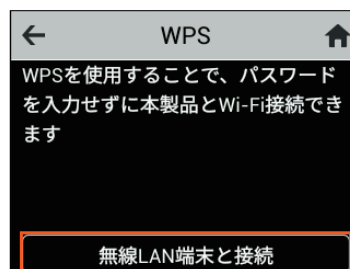 WPS
WPSを使用することで、パスワード
を入力せずに本製品とWi-Fi接続でき
ます
無線LAN端末と接続